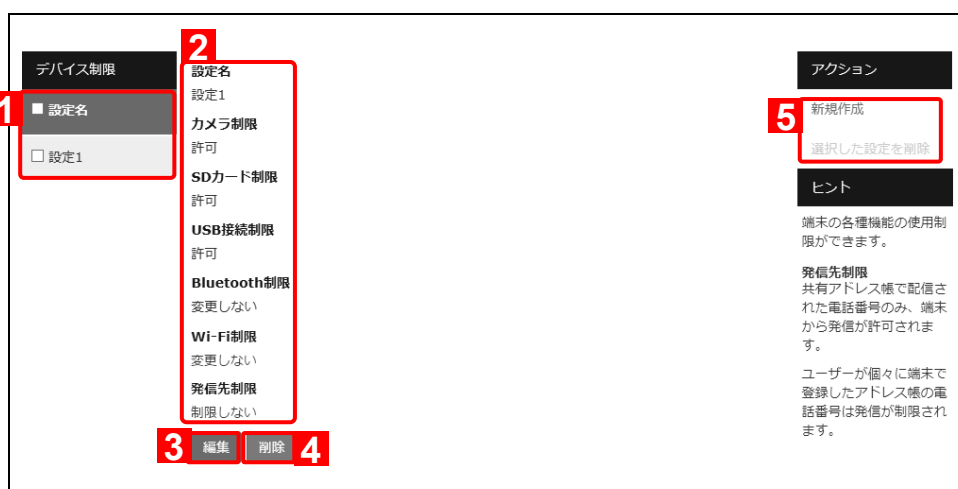 デバイス制限
1
設定名
設定1
2
設定名
設定1
カメラ制限
許可
SDカード制限
許可
USB接続制限
許可
Bluetooth制限
変更しない
Wi-Fi制限
変更しない
発信先制限
制限しない
3
編集
削除
4
アクション
5
新規作成
選択した設定を削除
ヒント
端末の各種機能の使用制
限ができます。
発信先制限
共有アドレス帳で配信さ
れた電話番号のみ、端末
から発信が許可されま
す。
ユーザーが個々に端末で
登録したアドレス帳の電
話番号は発信が制限され
ます。